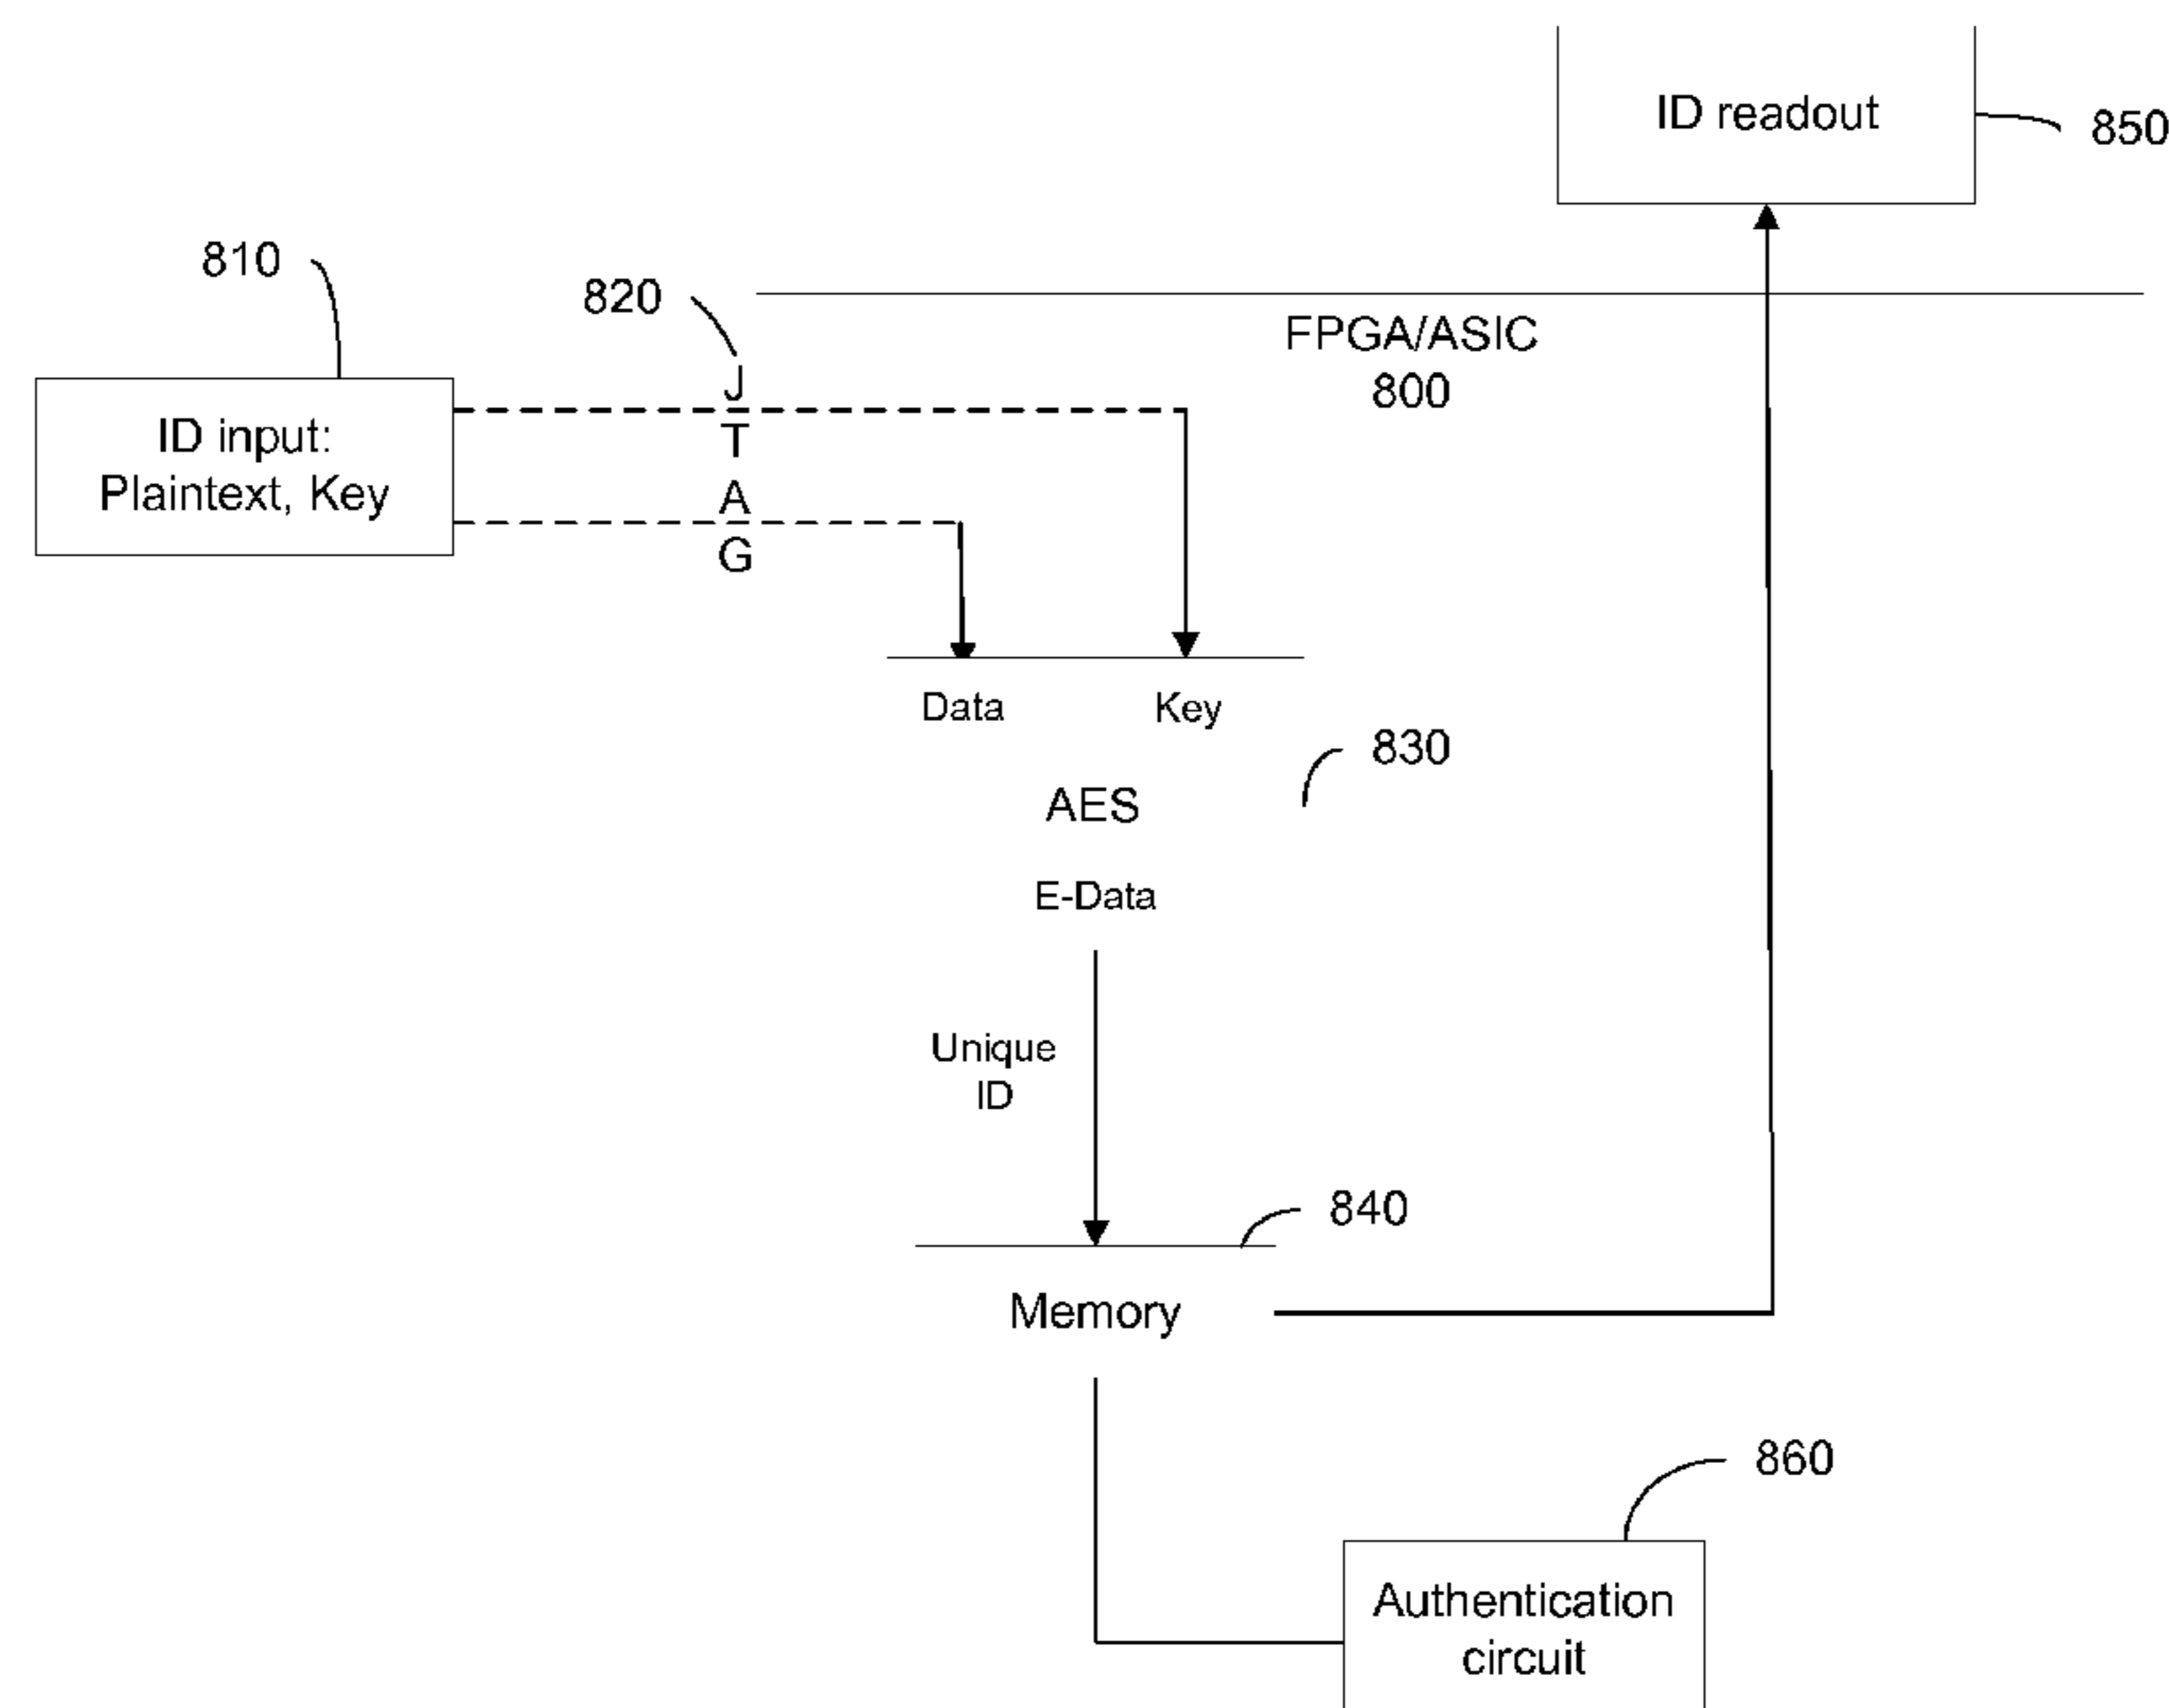 ID readout
850
810
820
FPGA/ASIC
800
J
T
A
G
ID input:
Plaintext, Key
Data
Key
830
AES
E-Data
Unique
ID
840
Memory
860
Authentication
circuit